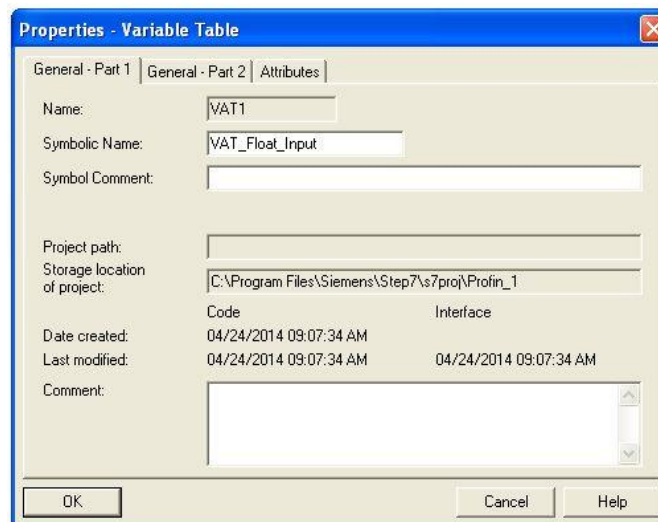 Properties - Variable Table
General - Part 1 General - Part 2 Attributes
Name: VAT1
Symbolic Name: VAT_Float_Input
Symbol Comment:
Project path:
Storage location
of project: C:\Program Files\Siemens\Step7\s7proj\Profin_1
Code Interface
Date created: 04/24/2014 09:07:34 AM
Last modified: 04/24/2014 09:07:34 AM 04/24/2014 09:07:34 AM
Comment:
OK Cancel Help